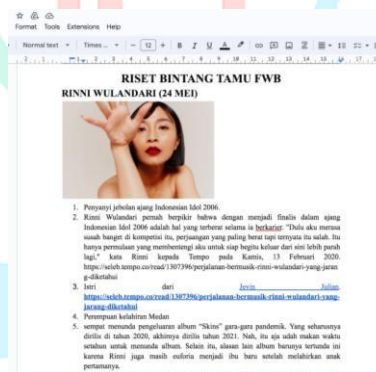 Format Tools Extensions Help
Normal text Times ... - 12 + B I U A
RISET BINTANG TAMU FWB
RINNI WULANDARI (24 MEI)
1. Penyanyi jebolan ajang Indonesian Idol 2006.
2. Rinni Wulandari pernah berpikir bahwa dengan menjadi finalis dalam ajang
Indonesian Idol 2006 adalah hal yang terberat selama ia berkarier. "Dulu aku merasa
susah banget di kompetisi itu, perjuangan yang paling berat tapi ternyata itu salah. Itu
hanya permulaan yang membentengi aku untuk siap begitu keluar dari sini lebih parah
lagi," kata Rinni kepada Tempo pada Kamis, 13 Februari 2020.
https://seleb.tempo.co/read/1307396/perjalanan-bermusik-rinni-wulandari-yang-jaran
g-diketahui
3. Istri dari Jevin Julian.
https://seleb.tempo.co/read/1307396/perjalanan-bermusik-rinni-wulandari-yang-
jarang-diketahui
4. Perempuan kelahiran Medan
5. sempat menunda pengeluaran album "Skins" gara-gara pandemik. Yang seharusnya
dirilis di tahun 2020, akhirnya dirilis tahun 2021. Nah, itu aja udah makan waktu
setahun untuk menunda album. Selain itu, alasan lain album barunya tertunda ini
karena Rinni juga masih euforia menjadi ibu baru setelah melahirkan anak
pertamanya.